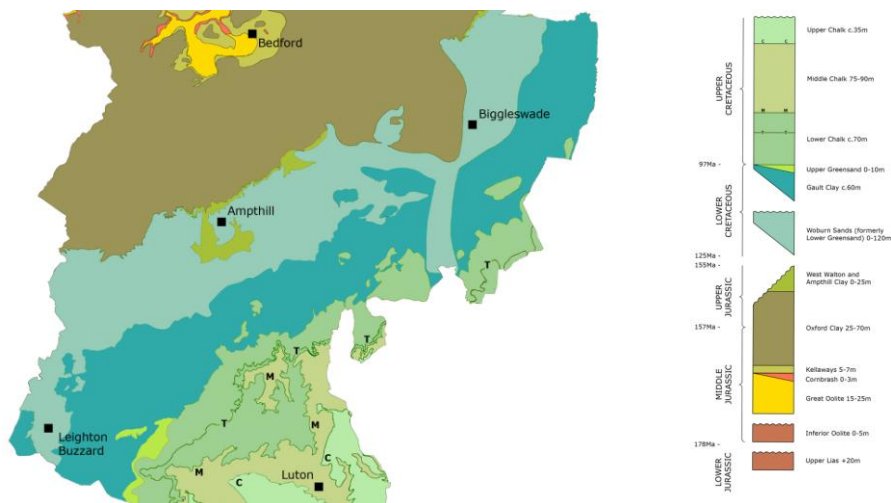 Bedford
Biggleswade
Ampthill
T
T
T
M
T
M
M
C
C
Leighton
Buzzard
Luton
UPPER
CRETACEOUS
LOWER
CRETACEOUS
UPPER
JURASSIC
MIDDLE
JURASSIC
LOWER
JURASSIC
97Ma -
125Ma -
155Ma -
157Ma -
178Ma -
C C
M M
T T
Upper Chalk c.35m
Middle Chalk 75-90m
Lower Chalk c.70m
Upper Greensand 0-10m
Gault Clay c.60m
Woburn Sands (formerly
Lower Greensand) 0-120m
West Walton and
Ampthill Clay 0-25m
Oxford Clay 25-70m
Kellaways 5-7m
Cornbrash 0-3m
Great Oolite 15-25m
Inferior Oolite 0-5m
Upper Lias +20m